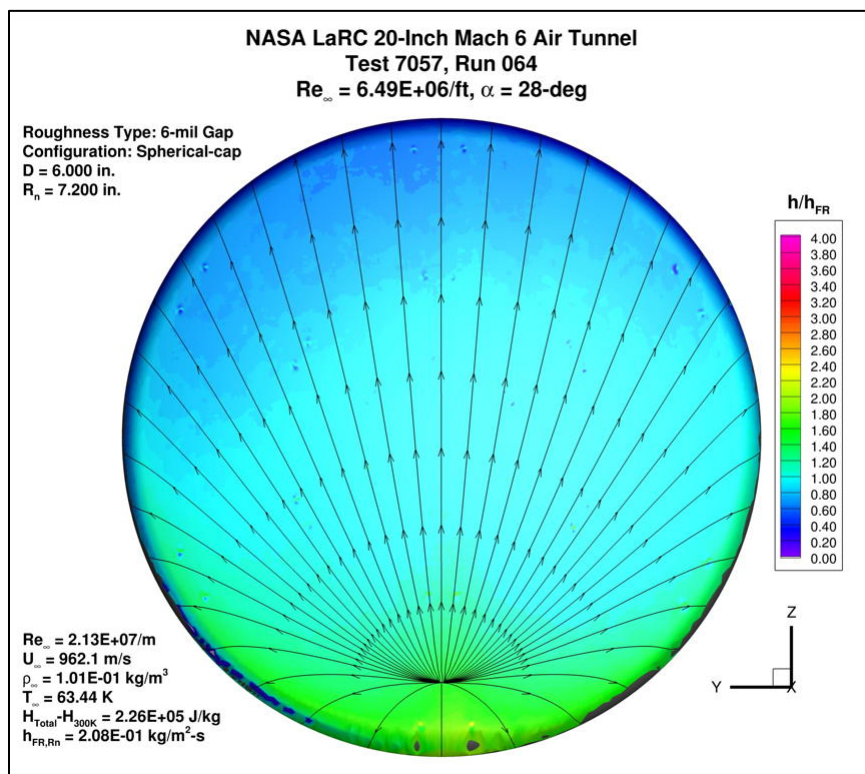 NASA LaRC 20-Inch Mach 6 Air Tunnel
Test 7057, Run 064
Re∞ = 6.49E+06/ft, α = 28-deg
Roughness Type: 6-mil Gap
Configuration: Spherical-cap
D = 6.000 in.
Rn = 7.200 in.
h/hFR
4.00
3.80
3.60
3.40
3.20
3.00
2.80
2.60
2.40
2.20
2.00
1.80
1.60
1.40
1.20
1.00
0.80
0.60
0.40
0.20
0.00
Re∞ = 2.13E+07/m
U∞ = 962.1 m/s
ρ∞ = 1.01E-01 kg/m³
T∞ = 63.44 K
HTotal-H300K = 2.26E+05 J/kg
hFR,Rn = 2.08E-01 kg/m²-s
Z
Y
X